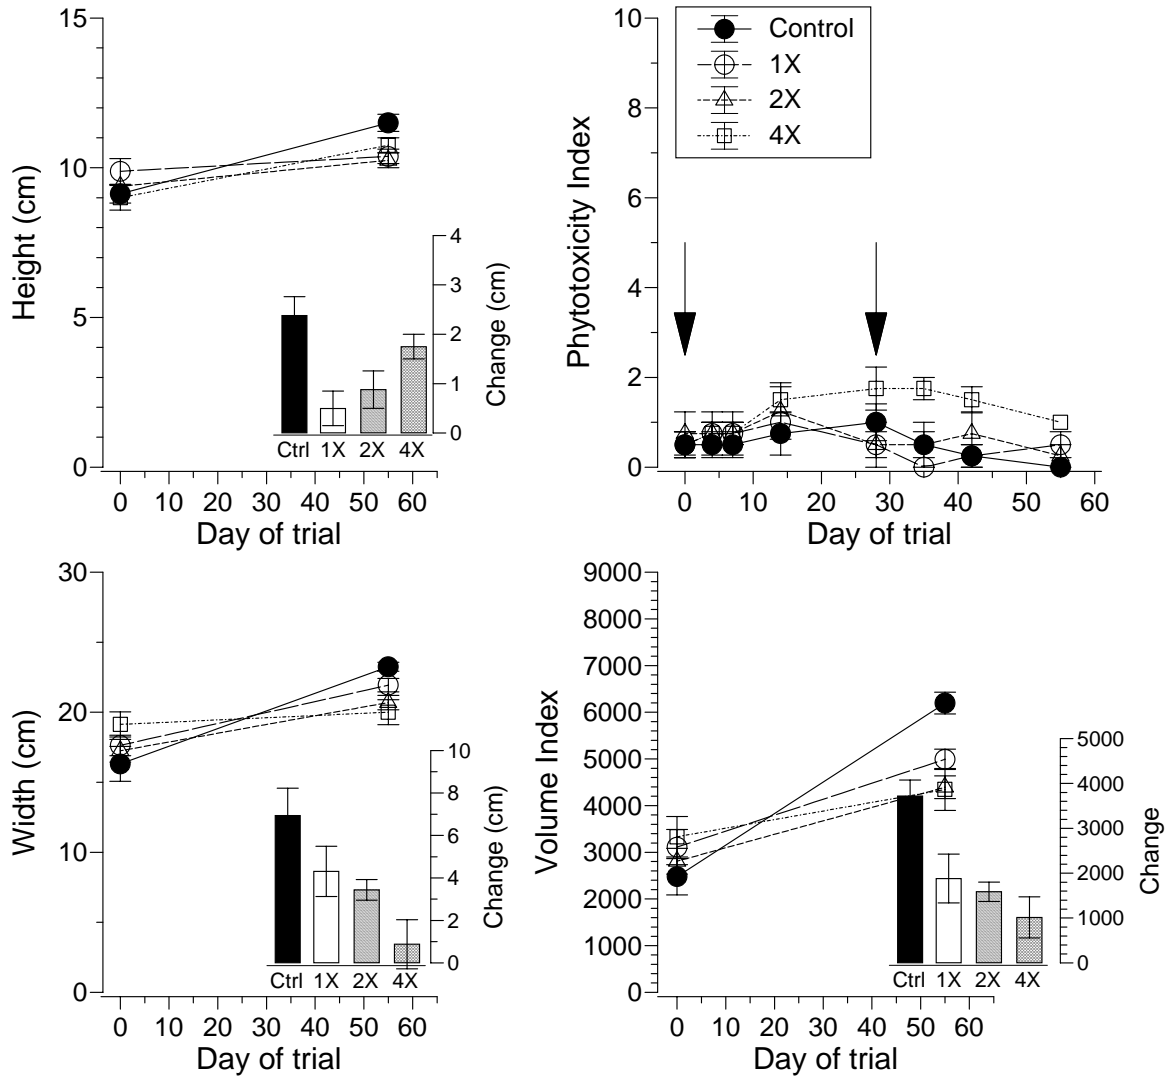 15
10
5
0
Height (cm)
4
3
2
1
0
Change (cm)
Ctrl 1X 2X 4X
0 10 20 30 40 50 60
Day of trial
10
8
6
4
2
0
Phytotoxicity Index
Control
1X
2X
4X
0 10 20 30 40 50 60
Day of trial
30
20
10
0
Width (cm)
10
8
6
4
2
0
Change (cm)
Ctrl 1X 2X 4X
0 10 20 30 40 50 60
Day of trial
9000
8000
7000
6000
5000
4000
3000
2000
1000
0
Volume Index
5000
4000
3000
2000
1000
0
Change
Ctrl 1X 2X 4X
0 10 20 30 40 50 60
Day of trial